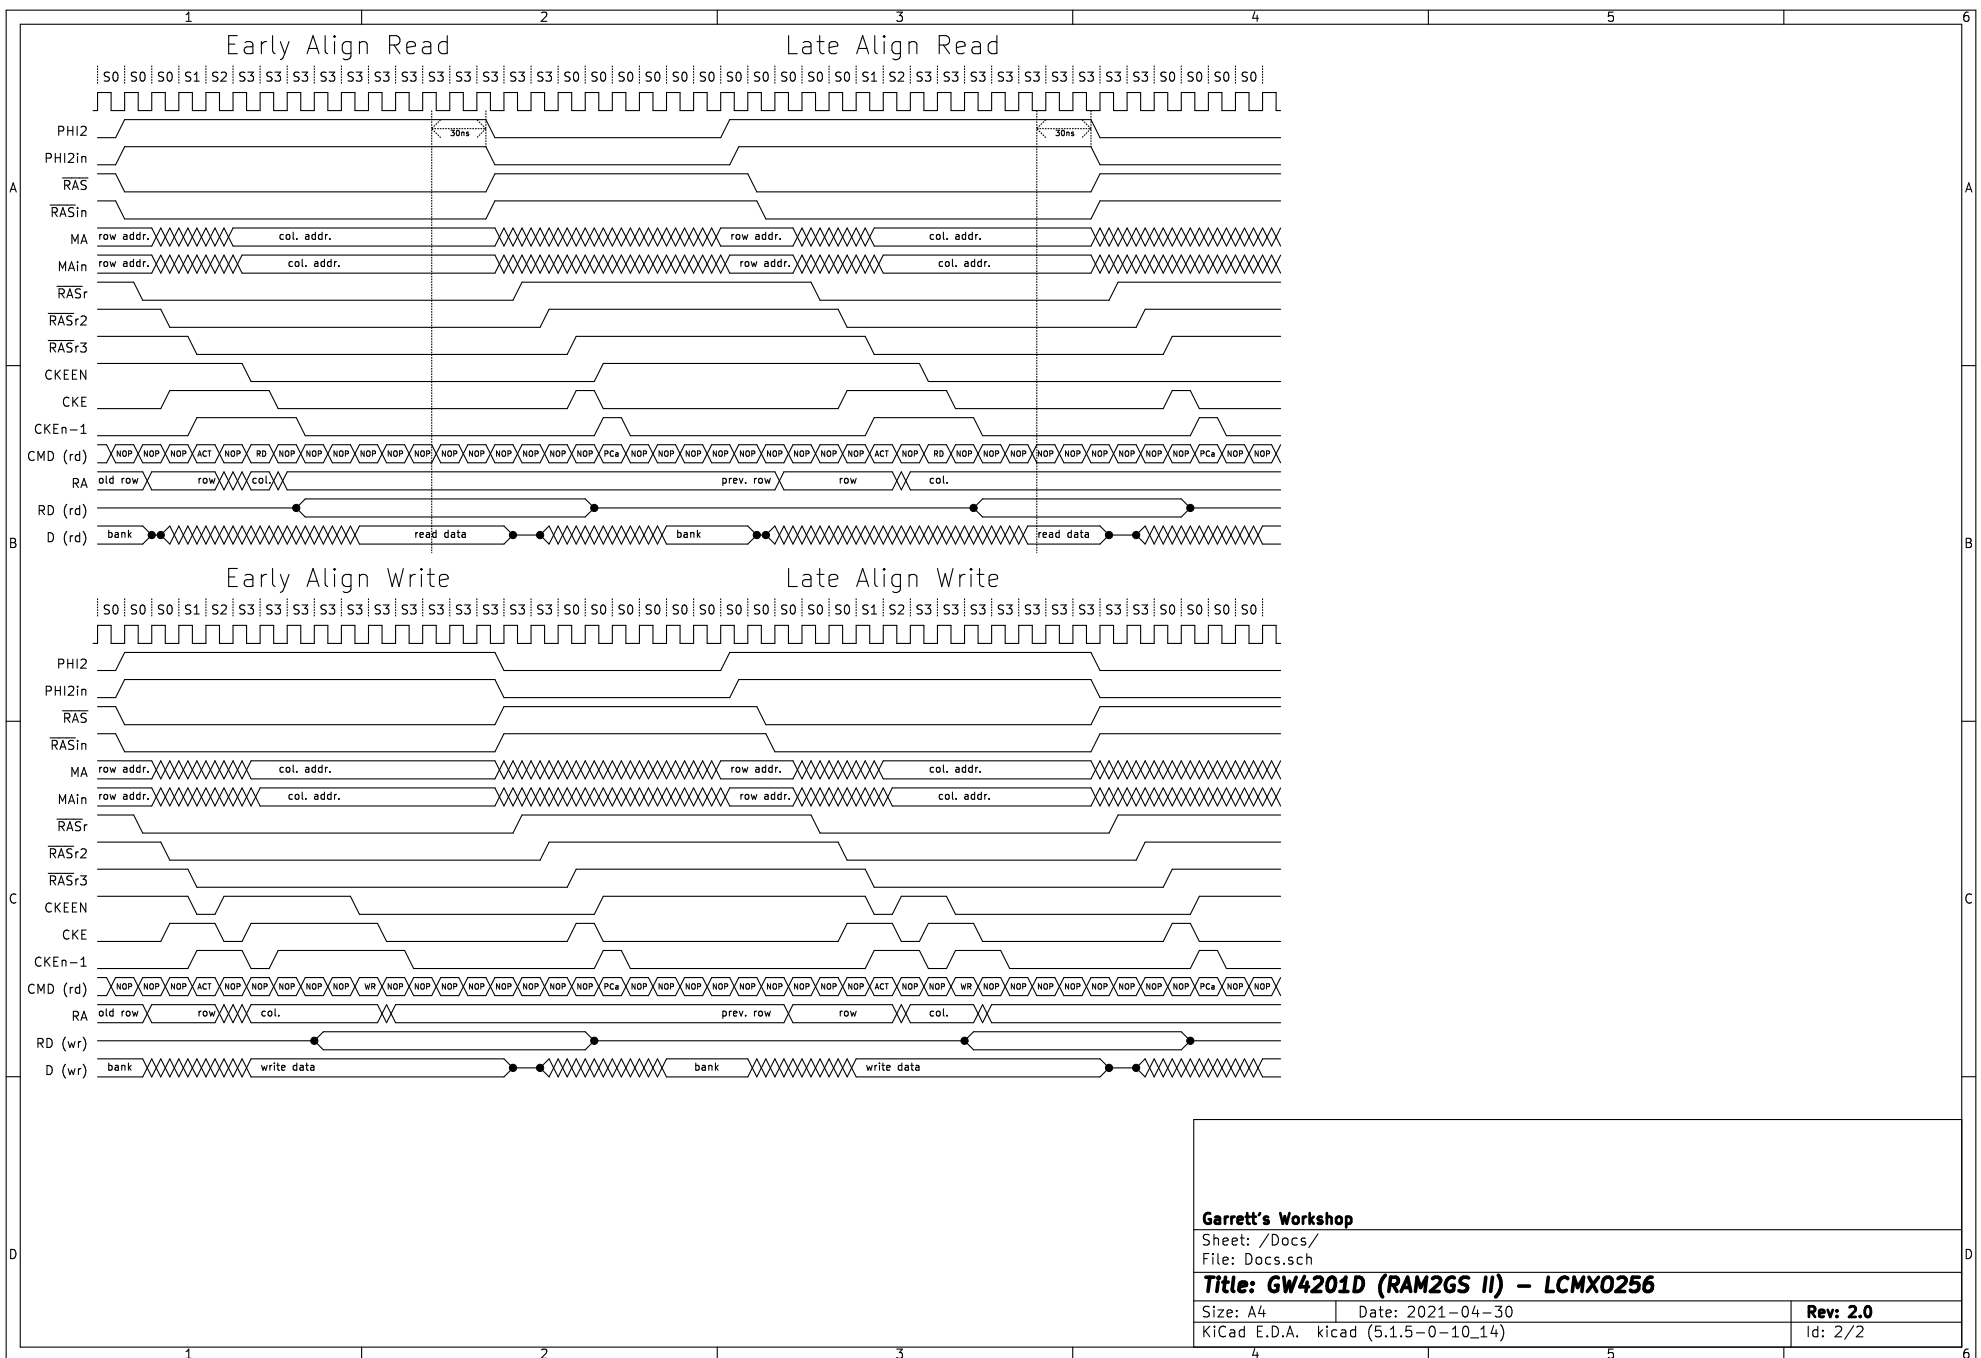 1 2 3 4 5 6
Early Align Read Late Align Read
S0 S0 S0 S1 S2 S3 S3 S3 S3 S3 S3 S3 S3 S3 S3 S3 S3 S0 S0 S0 S0 S0 S0 S0 S0 S0 S0 S0 S1 S2 S3 S3 S3 S3 S3 S3 S3 S3 S3 S0 S0 S0 S0
PHI2 30ns 30ns
PHI2in
A RAS A
RASin
MA row addr. col. addr. row addr. col. addr.
MAin row addr. col. addr. row addr. col. addr.
RASr
RASr2
RASr3
CKEEN
CKE
CKEn-1
CMD (rd) NOP NOP NOP ACT NOP RD NOP NOP NOP NOP NOP NOP NOP NOP NOP NOP NOP NOP PCa NOP NOP NOP NOP NOP NOP NOP NOP NOP ACT NOP RD NOP NOP NOP NOP NOP NOP NOP NOP NOP PCa NOP NOP
RA old row row col. prev. row row col.
RD (rd)
B D (rd) bank read data bank read data B
Early Align Write Late Align Write
S0 S0 S0 S1 S2 S3 S3 S3 S3 S3 S3 S3 S3 S3 S3 S3 S3 S0 S0 S0 S0 S0 S0 S0 S0 S0 S0 S0 S1 S2 S3 S3 S3 S3 S3 S3 S3 S3 S3 S0 S0 S0 S0
PHI2
PHI2in
RAS
RASin
MA row addr. col. addr. row addr. col. addr.
MAin row addr. col. addr. row addr. col. addr.
RASr
RASr2
RASr3
C CKEEN C
CKE
CKEn-1
CMD (rd) NOP NOP NOP ACT NOP NOP NOP NOP NOP WR NOP NOP NOP NOP NOP NOP NOP NOP PCa NOP NOP NOP NOP NOP NOP NOP NOP NOP ACT NOP NOP WR NOP NOP NOP NOP NOP NOP NOP NOP PCa NOP NOP
RA old row row col. prev. row row col.
RD (wr)
D (wr) bank write data bank write data
Garrett's Workshop
Sheet: /Docs/
D File: Docs.sch D
Title: GW4201D (RAM2GS II) - LCMXO256
Size: A4 Date: 2021-04-30 Rev: 2.0
KiCad E.D.A. kicad (5.1.5-0-10_14) Id: 2/2
1 2 3 4 5 6